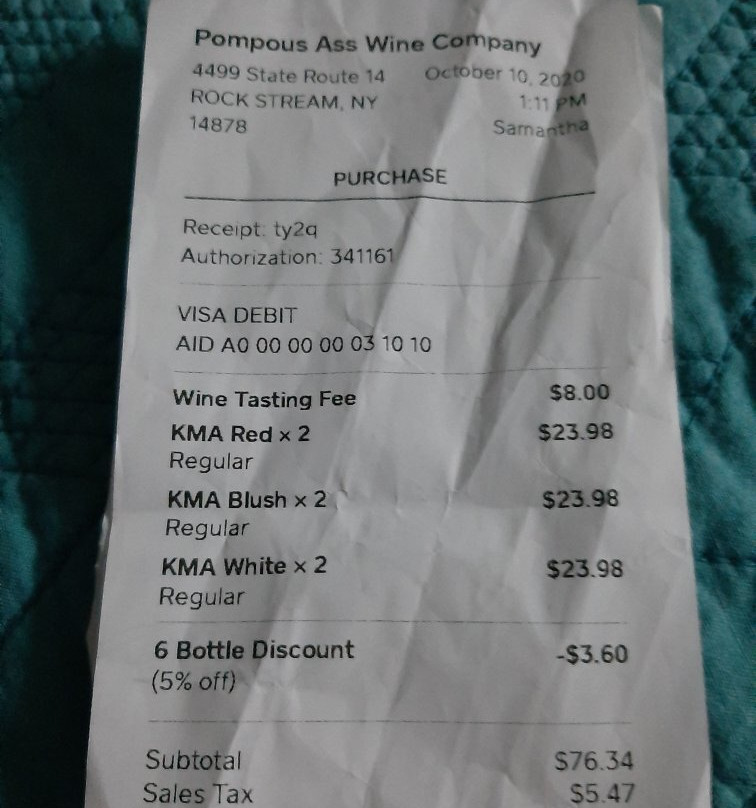 Pompous Ass Wine Company
4499 State Route 14 October 10, 2020
ROCK STREAM, NY 1:11 PM
14878 Samantha
PURCHASE
Receipt: ty2q
Authorization: 341161
VISA DEBIT
AID A0 00 00 00 03 10 10
Wine Tasting Fee $8.00
KMA Red x 2 $23.98
Regular
KMA Blush x 2 $23.98
Regular
KMA White x 2 $23.98
Regular
6 Bottle Discount -$3.60
(5% off)
Subtotal $76.34
Sales Tax $5.47